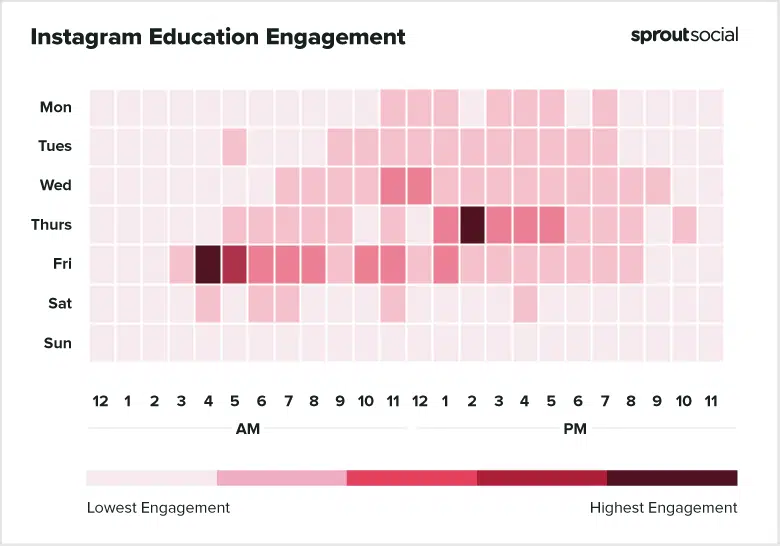 Instagram Education Engagement
sproutsocial
Mon
Tues
Wed
Thurs
Fri
Sat
Sun
12 1 2 3 4 5 6 7 8 9 10 11 12 1 2 3 4 5 6 7 8 9 10 11
AM PM
Lowest Engagement Highest Engagement